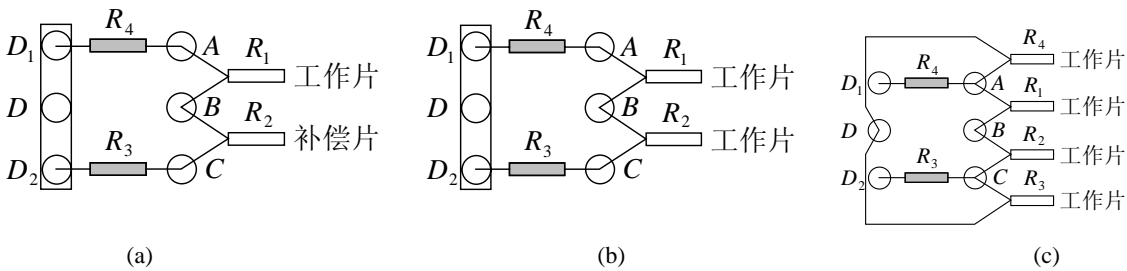 R₄
D₁
A
R₁
工作片
D
B
R₂
补偿片
R₃
D₂
C
(a)
R₄
D₁
A
R₁
工作片
D
B
R₂
工作片
R₃
D₂
C
(b)
R₄
工作片
R₄
D₁
A
R₁
工作片
D
B
R₂
工作片
R₃
D₂
C
R₃
工作片
(c)